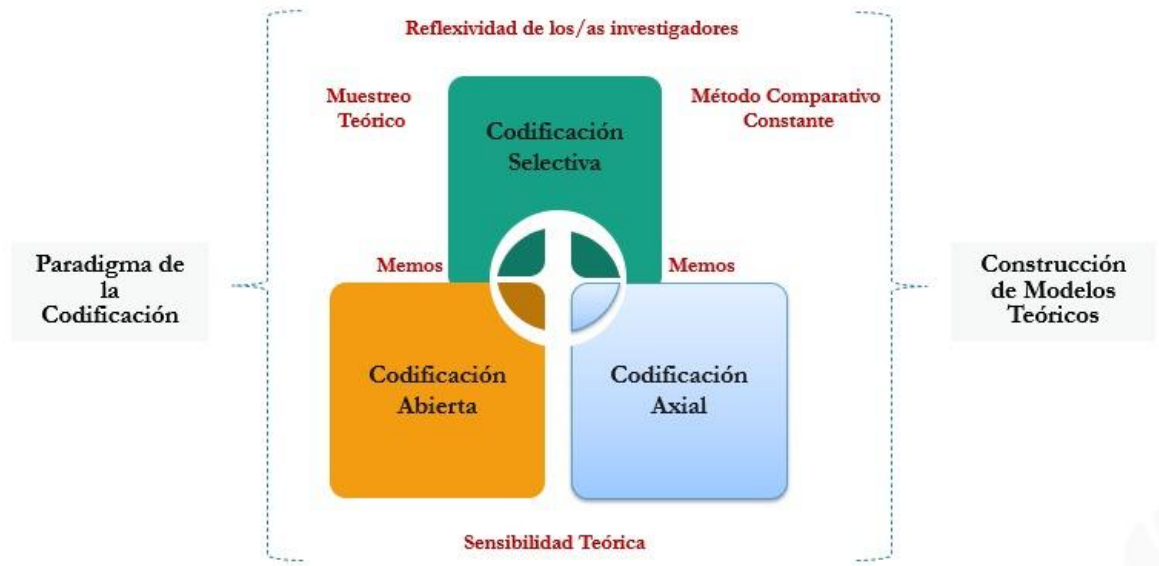 Reflexividad de los/as investigadores
Muestreo
Teórico
Método Comparativo
Constante
Codificación
Selectiva
Paradigma de
la
Codificación
Memos
Memos
Construcción
de Modelos
Teóricos
Codificación
Abierta
Codificación
Axial
Sensibilidad Teórica